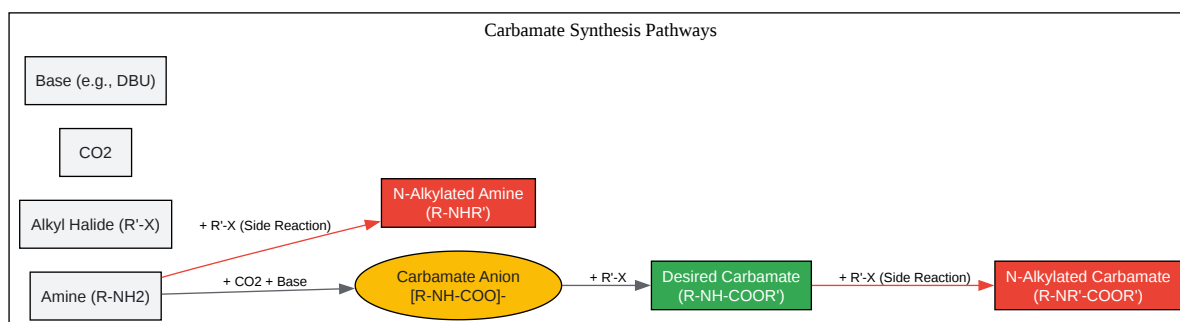 Carbamate Synthesis Pathways
Base (e.g., DBU)
CO2
Alkyl Halide (R'-X)
Amine (R-NH2)
+ R'-X (Side Reaction)
+ CO2 + Base
N-Alkylated Amine
(R-NHR')
Carbamate Anion
[R-NH-COO]-
+ R'-X
Desired Carbamate
(R-NH-COOR')
+ R'-X (Side Reaction)
N-Alkylated Carbamate
(R-NR'-COOR')